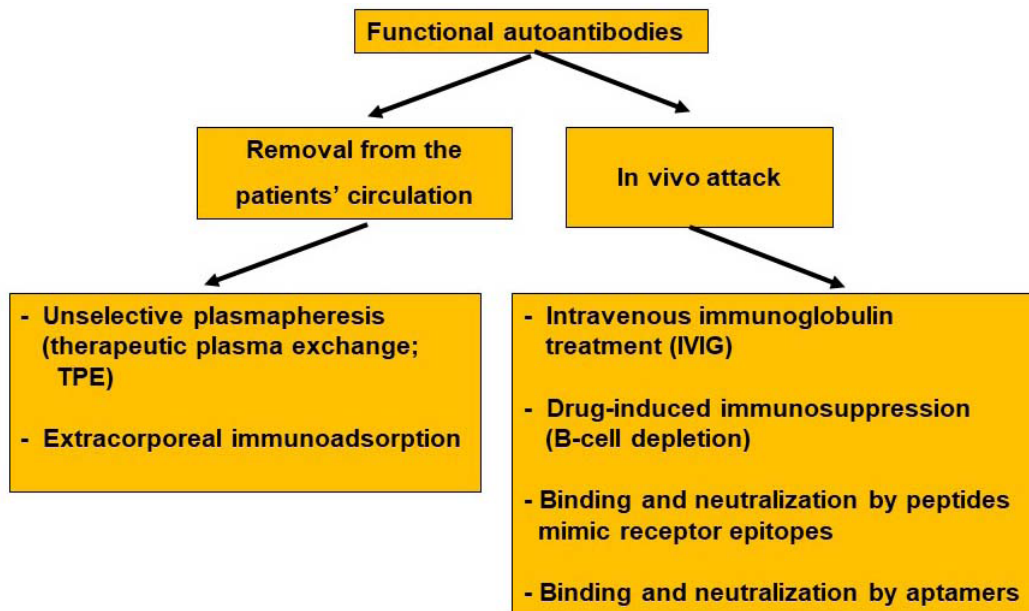 Functional autoantibodies
Removal from the
patients’ circulation
In vivo attack
- Unselective plasmapheresis
(therapeutic plasma exchange;
TPE)
- Extracorporeal immunoadsorption
- Intravenous immunoglobulin
treatment (IVIG)
- Drug-induced immunosuppression
(B-cell depletion)
- Binding and neutralization by peptides
mimic receptor epitopes
- Binding and neutralization by aptamers